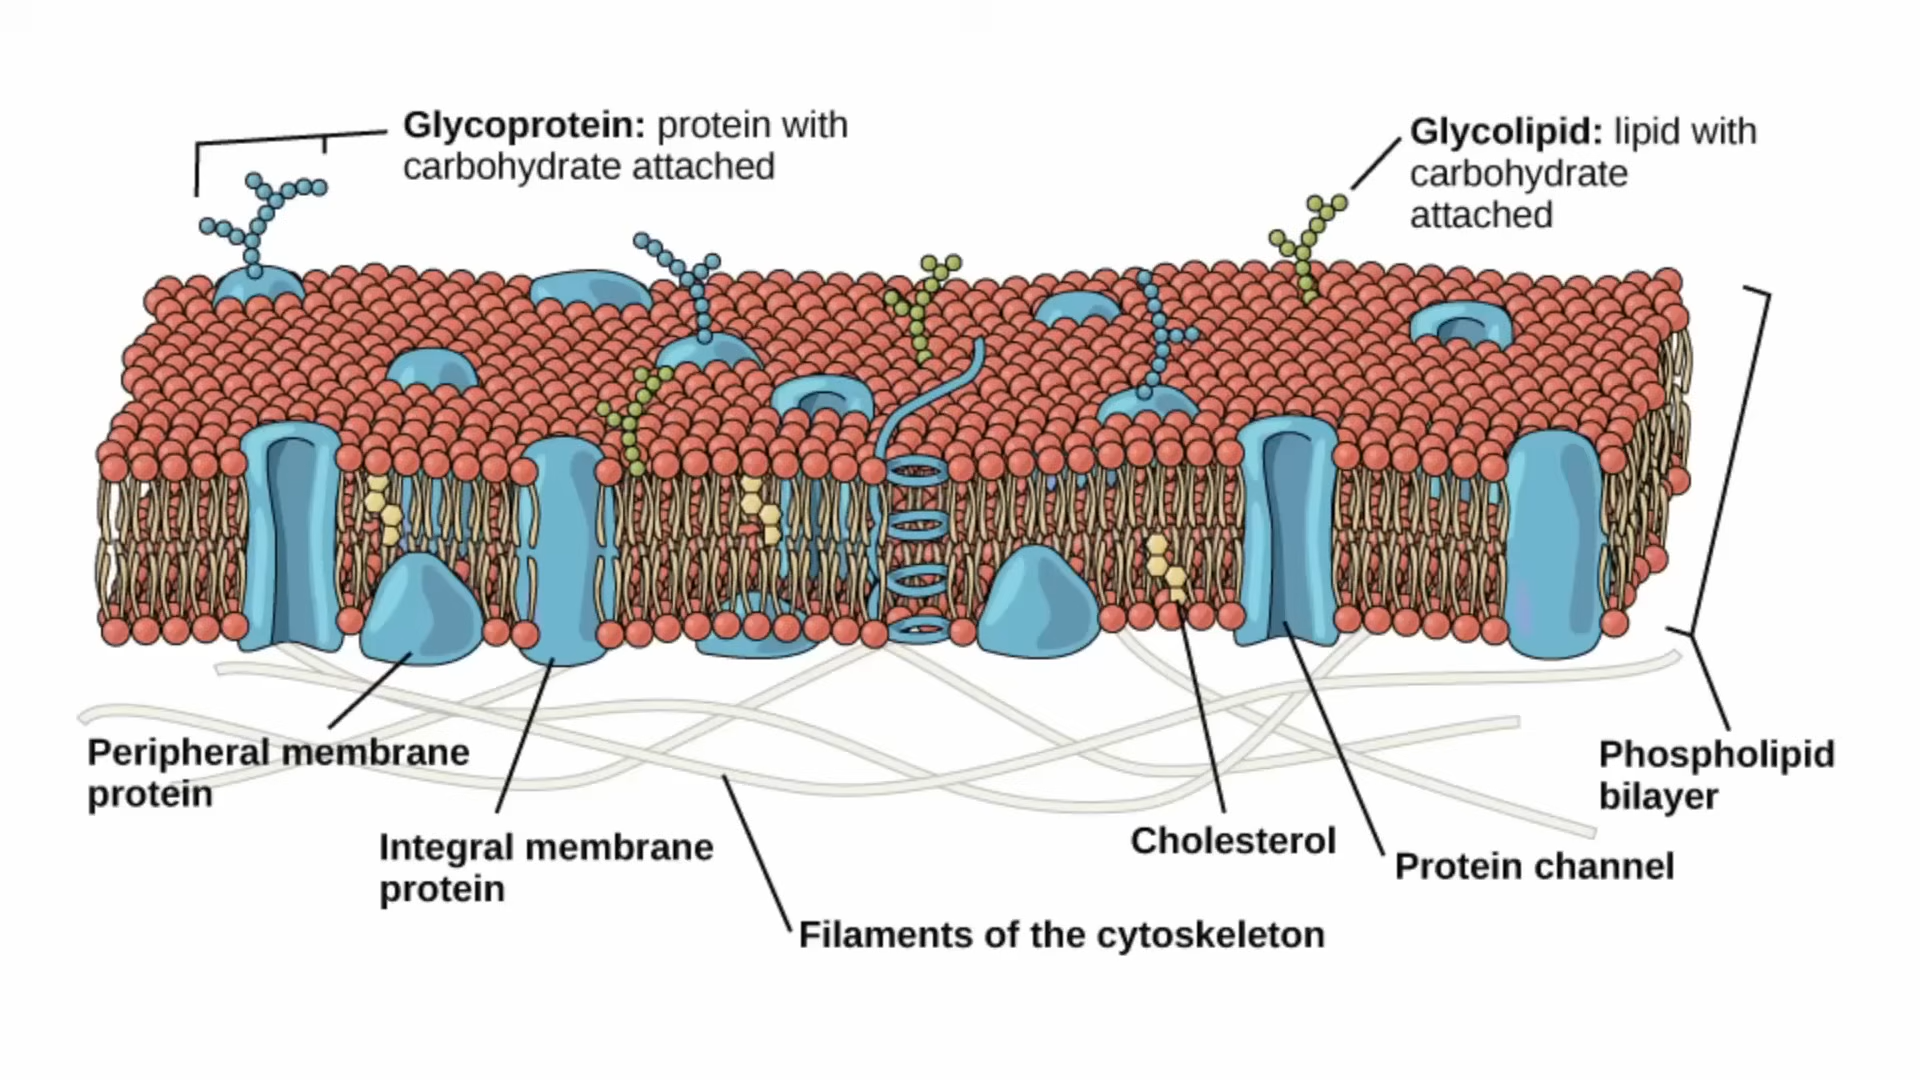 Glycoprotein: protein with
carbohydrate attached
Glycolipid: lipid with
carbohydrate
attached
Peripheral membrane
protein
Integral membrane
protein
Filaments of the cytoskeleton
Cholesterol
Protein channel
Phospholipid
bilayer